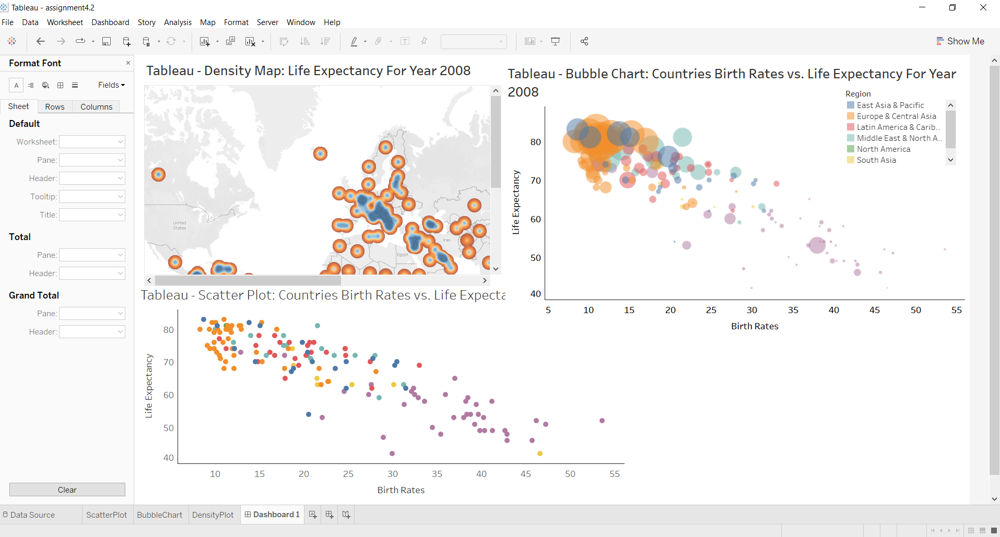 Tableau - assignment4.2
File Data Worksheet Dashboard Story Analysis Map Format Server Window Help
Show Me
Format Font
Fields
Sheet Rows Columns
Default
Worksheet:
Pane:
Header:
Tooltip:
Title:
Total
Pane:
Header:
Grand Total
Pane:
Header:
Clear
Tableau - Density Map: Life Expectancy For Year 2008
United
States
Iran
Egypt
Tableau - Bubble Chart: Countries Birth Rates vs. Life Expectancy For Year
2008
Region
East Asia & Pacific
Europe & Central Asia
Latin America & Carib..
Middle East & North A..
North America
South Asia
Life Expectancy
80
70
60
50
40
5 10 15 20 25 30 35 40 45 50 55
Birth Rates
Tableau - Scatter Plot: Countries Birth Rates vs. Life Expecta
Life Expectancy
80
70
60
50
40
10 15 20 25 30 35 40 45 50 55
Birth Rates
Data Source ScatterPlot BubbleChart DensityPlot Dashboard 1